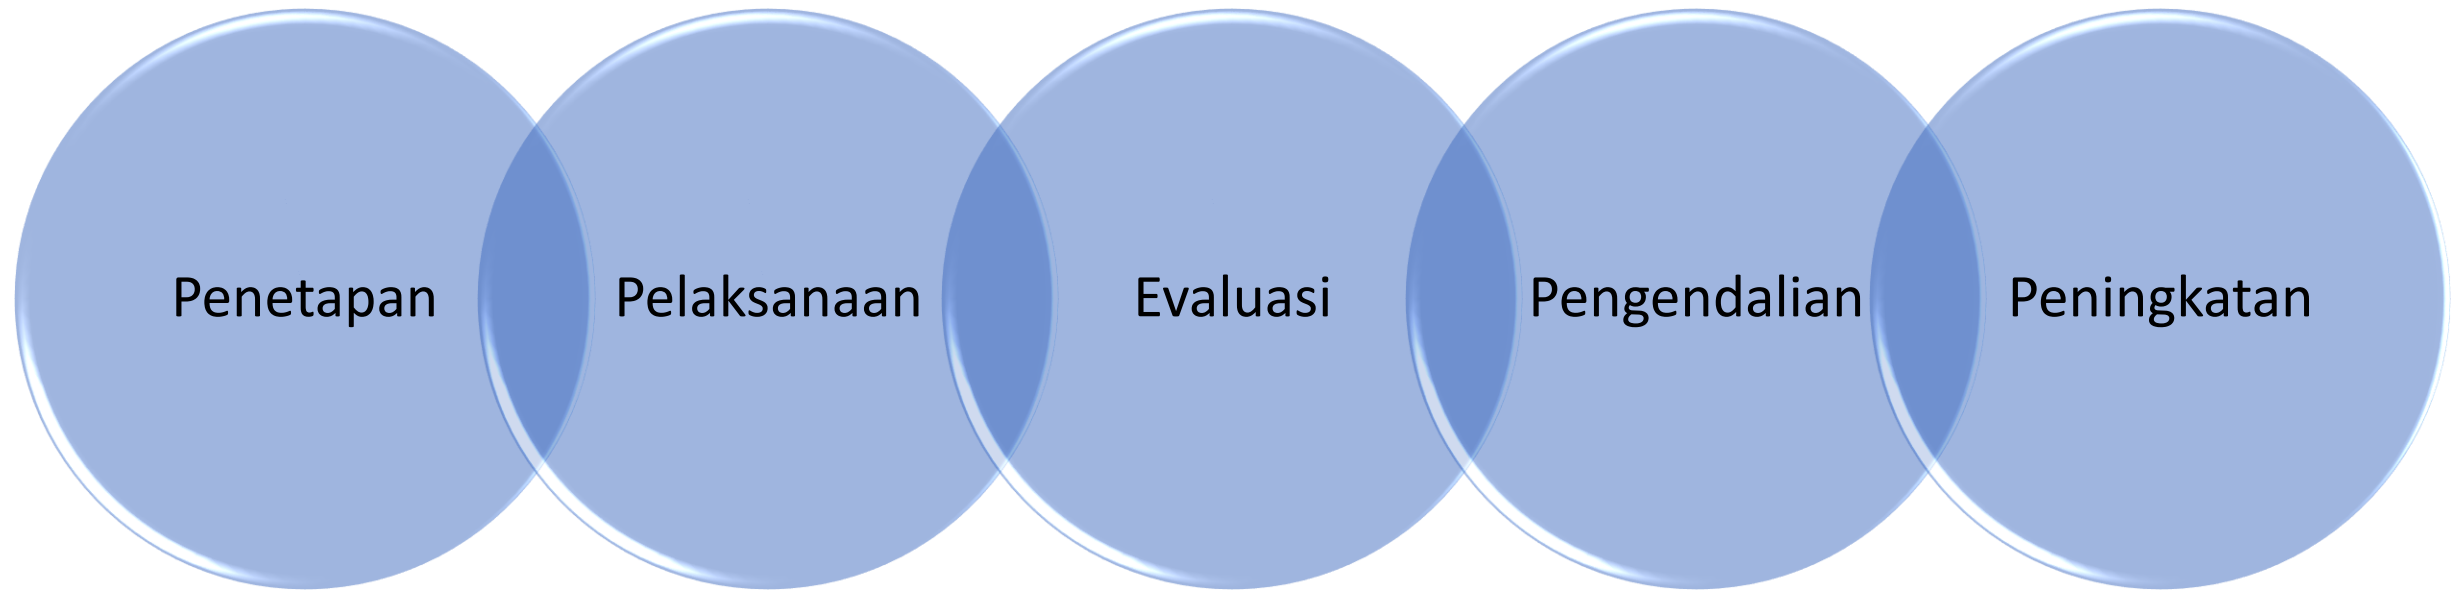 Penetapan
Pelaksanaan
Evaluasi
Pengendalian
Peningkatan